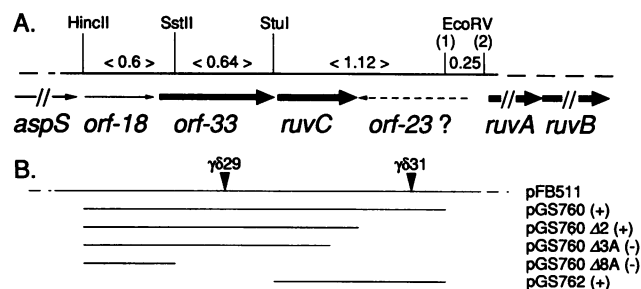 HincII SstII StuI EcoRV
A. (1) (2)
< 0.6 > < 0.64 > < 1.12 > 0.25
aspS orf-18 orf-33 ruvC orf-23 ? ruvA ruvB
B. γδ29 γδ31
pFB511
pGS760 (+)
pGS760 Δ2 (+)
pGS760 Δ3A (-)
pGS760 Δ8A (-)
pGS762 (+)